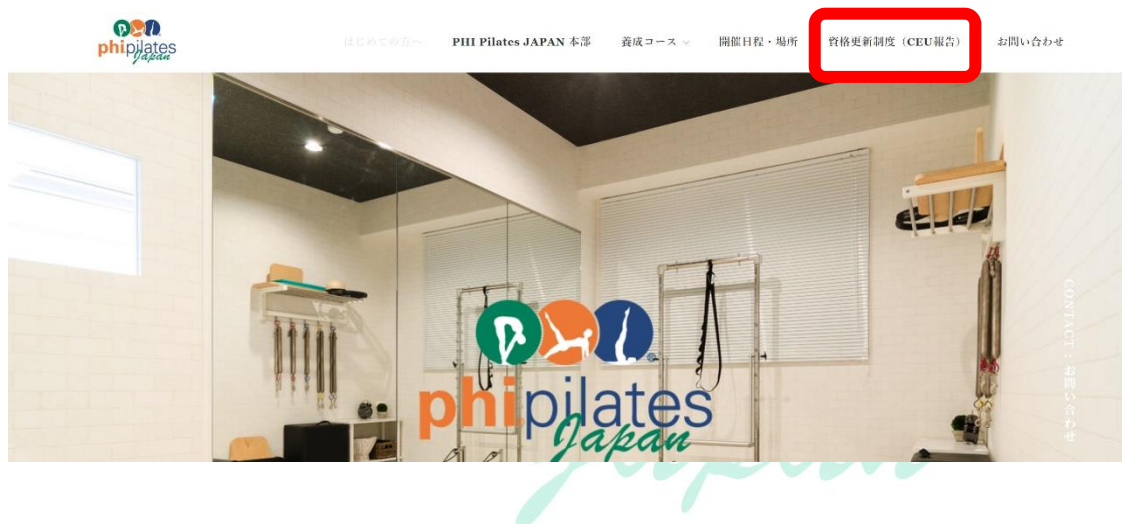 phipilates
Japan
はじめての方へ
PHI Pilates JAPAN 本部
養成コース
開催日程・場所
資格更新制度（CEU報告）
お問い合わせ
CONTACT : お問い合わせ
phipilates
Japan
Japan